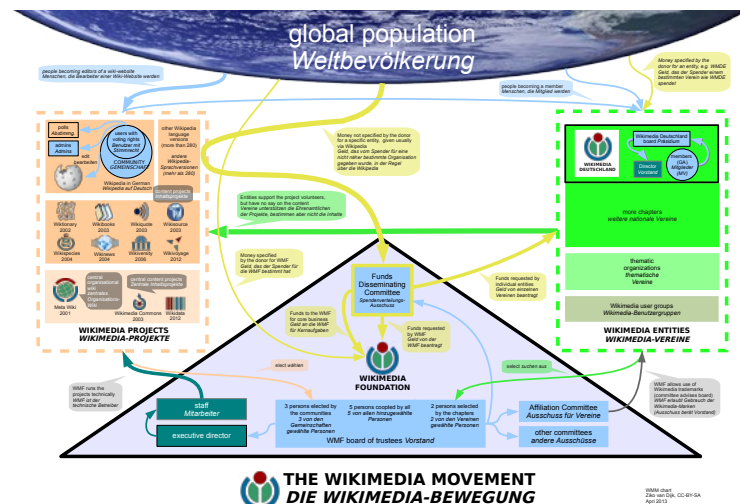 global population
Weltbevölkerung
people becoming editors of a wiki-website
Menschen, die Bearbeiter einer Wiki-Website werden
people becoming a member
Menschen, die Mitglied werden
Money specified by the
donor for an entity, e.g. WMDE
Geld, das der Spender einem
bestimmten Verein wie WMDE
spendet
polls
Abstimmg.
admins
Admins
edit
bearbeiten
users with
voting rights
Benutzer mit
Stimmrecht
COMMUNITY
GEMEINSCHAFT
Wikipedia in German
Wikipedia auf Deutsch
other Wikipedia
language
versions
(more than 280)
andere
Wikipedia-
Sprachversionen
(mehr als 280)
content projects
Inhaltsprojekte
Wiktionary
2002
Wikibooks
2003
Wikiquote
2003
Wikisource
2003
Wikispecies
2004
Wikinews
2004
Wikiversity
2006
Wikivoyage
2012
central
organisational
wiki
zentrales
Organisations-
Wiki
central content projects
Zentrale Inhaltsprojekte
Meta Wiki
2001
Wikimedia Commons
2003
Wikidata
2012
WIKIMEDIA PROJECTS
WIKIMEDIA-PROJEKTE
Money not specified by the donor
for a specific entity, given usually
via Wikipedia
Geld, das vom Spender für eine
nicht näher bestimmte Organisation
gegeben wurde, in der Regel
über die Wikipedia
Entities support the project volunteers,
but have no say on the content
Vereine unterstützen die Ehrenamtlichen
der Projekte, bestimmen aber nicht die Inhalte
WIKIMEDIA
DEUTSCHLAND
Wikimedia Deutschland
board Präsidium
Director
Vorstand
members
(GA)
Mitglieder
(MV)
more chapters
weitere nationale Vereine
thematic
organizations
thematische
Vereine
Wikimedia user groups
Wikimedia-Benutzergruppen
WIKIMEDIA ENTITIES
WIKIMEDIA-VEREINE
Money specified
by the donor for WMF
Geld, das der Spender für
die WMF bestimmt hat
Funds
Disseminating
Committee
Spendenverteilungs-
Ausschuss
Funds requested by
individual entities
Geld von einzelnen
Vereinen beantragt
Funds to the WMF
for core business
Geld an die WMF
für Kernaufgaben
Funds requested
by WMF
Geld von der
WMF beantragt
WIKIMEDIA
FOUNDATION
elect wählen
select suchen aus
WMF runs the
projects technically
WMF ist der
technische Betreiber
staff
Mitarbeiter
executive director
3 persons elected
by the communities
3 von den
Gemeinschaften
gewählte Personen
5 persons coopted by all
5 von allen hinzugewählte
Personen
2 persons selected
by the chapters
2 von den Vereinen
gewählte Personen
WMF board of trustees Vorstand
Affiliation Committee
Ausschuss für Vereine
other committees
andere Ausschüsse
WMF allows use of
Wikimedia trademarks
(committee advises board)
WMF erlaubt Gebrauch der
Wikimedia-Marken
(Ausschuss berät Vorstand)
THE WIKIMEDIA MOVEMENT
DIE WIKIMEDIA-BEWEGUNG
WMM chart
Ziko van Dijk, CC-BY-SA
April 2013